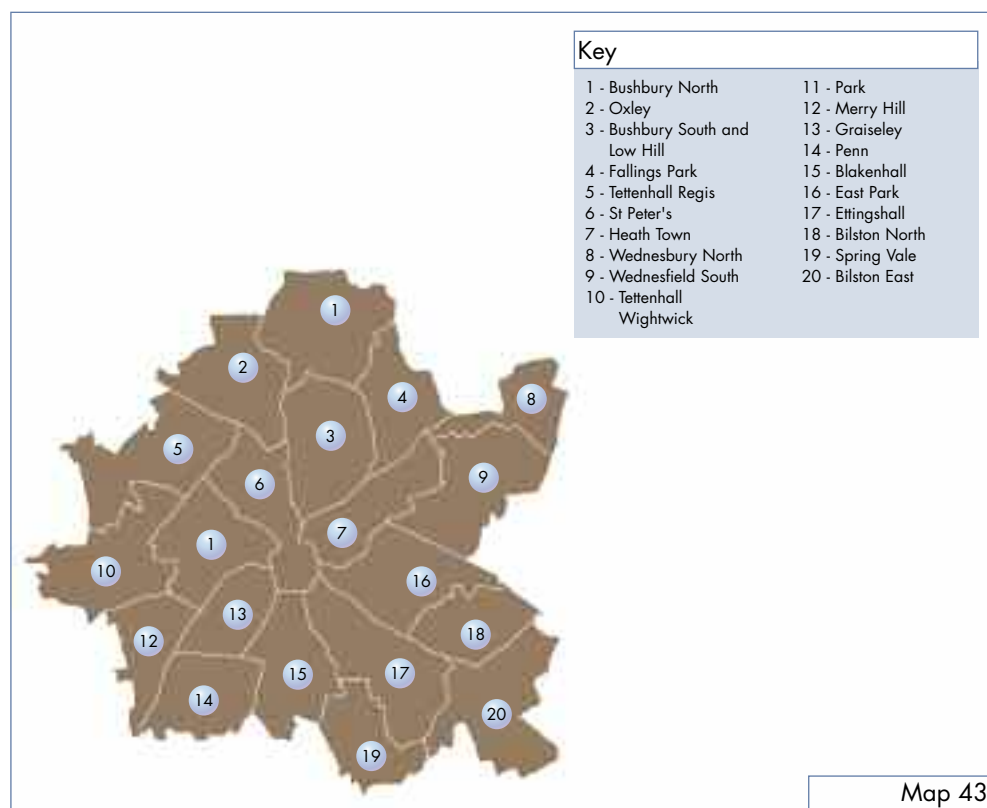 Key
1 - Bushbury North
2 - Oxley
3 - Bushbury South and
Low Hill
4 - Fallings Park
5 - Tettenhall Regis
6 - St Peter's
7 - Heath Town
8 - Wednesbury North
9 - Wednesfield South
10 - Tettenhall
Wightwick
11 - Park
12 - Merry Hill
13 - Graiseley
14 - Penn
15 - Blakenhall
16 - East Park
17 - Ettingshall
18 - Bilston North
19 - Spring Vale
20 - Bilston East
1
2
4
8
3
5
9
6
7
1
10
16
13
18
12
17
15
14
20
19
Map 43